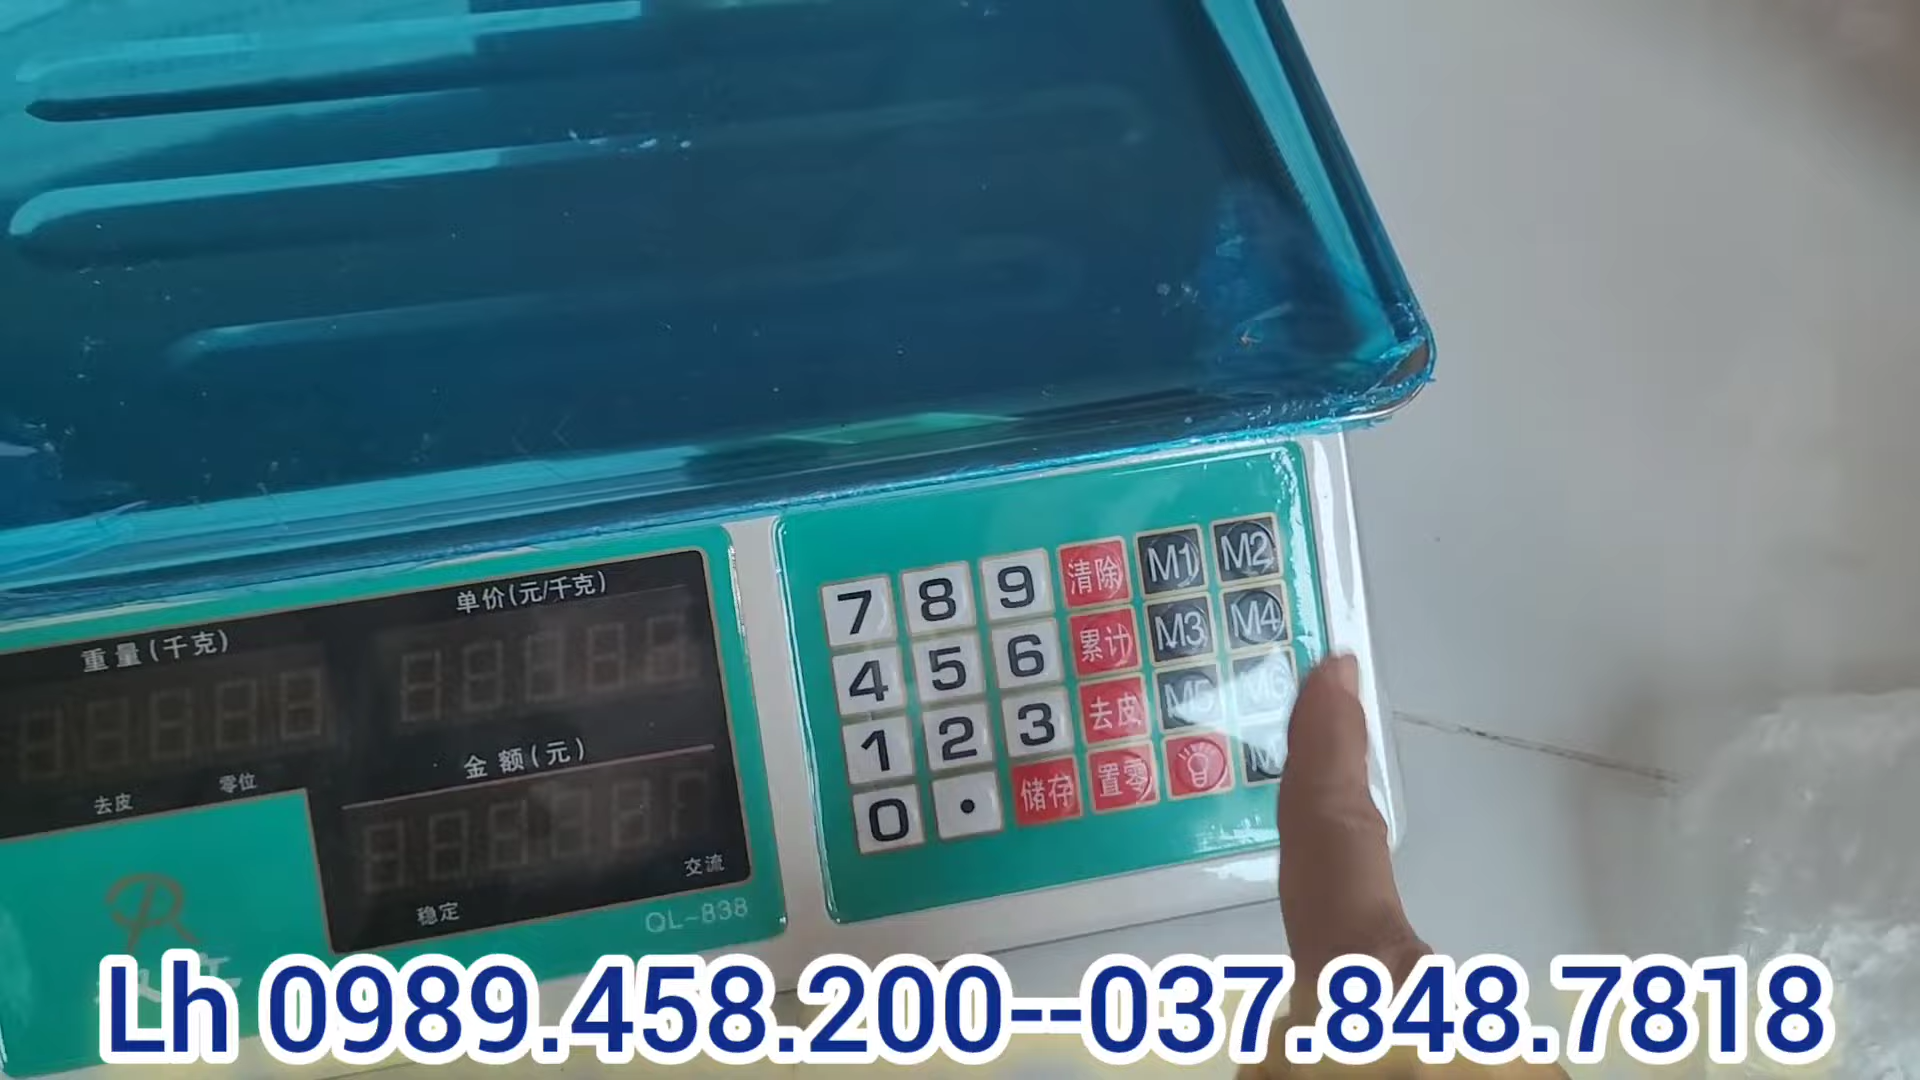 单价(元/千克)
重量(千克)
金额(元)
去皮
零位
稳定
交流
QL-838
7 8 9 清除 M1 M2
4 5 6 累计 M3 M4
1 2 3 去皮 M5 M6
0 . 储存 置零
Lh 0989.458.200--037.848.7818